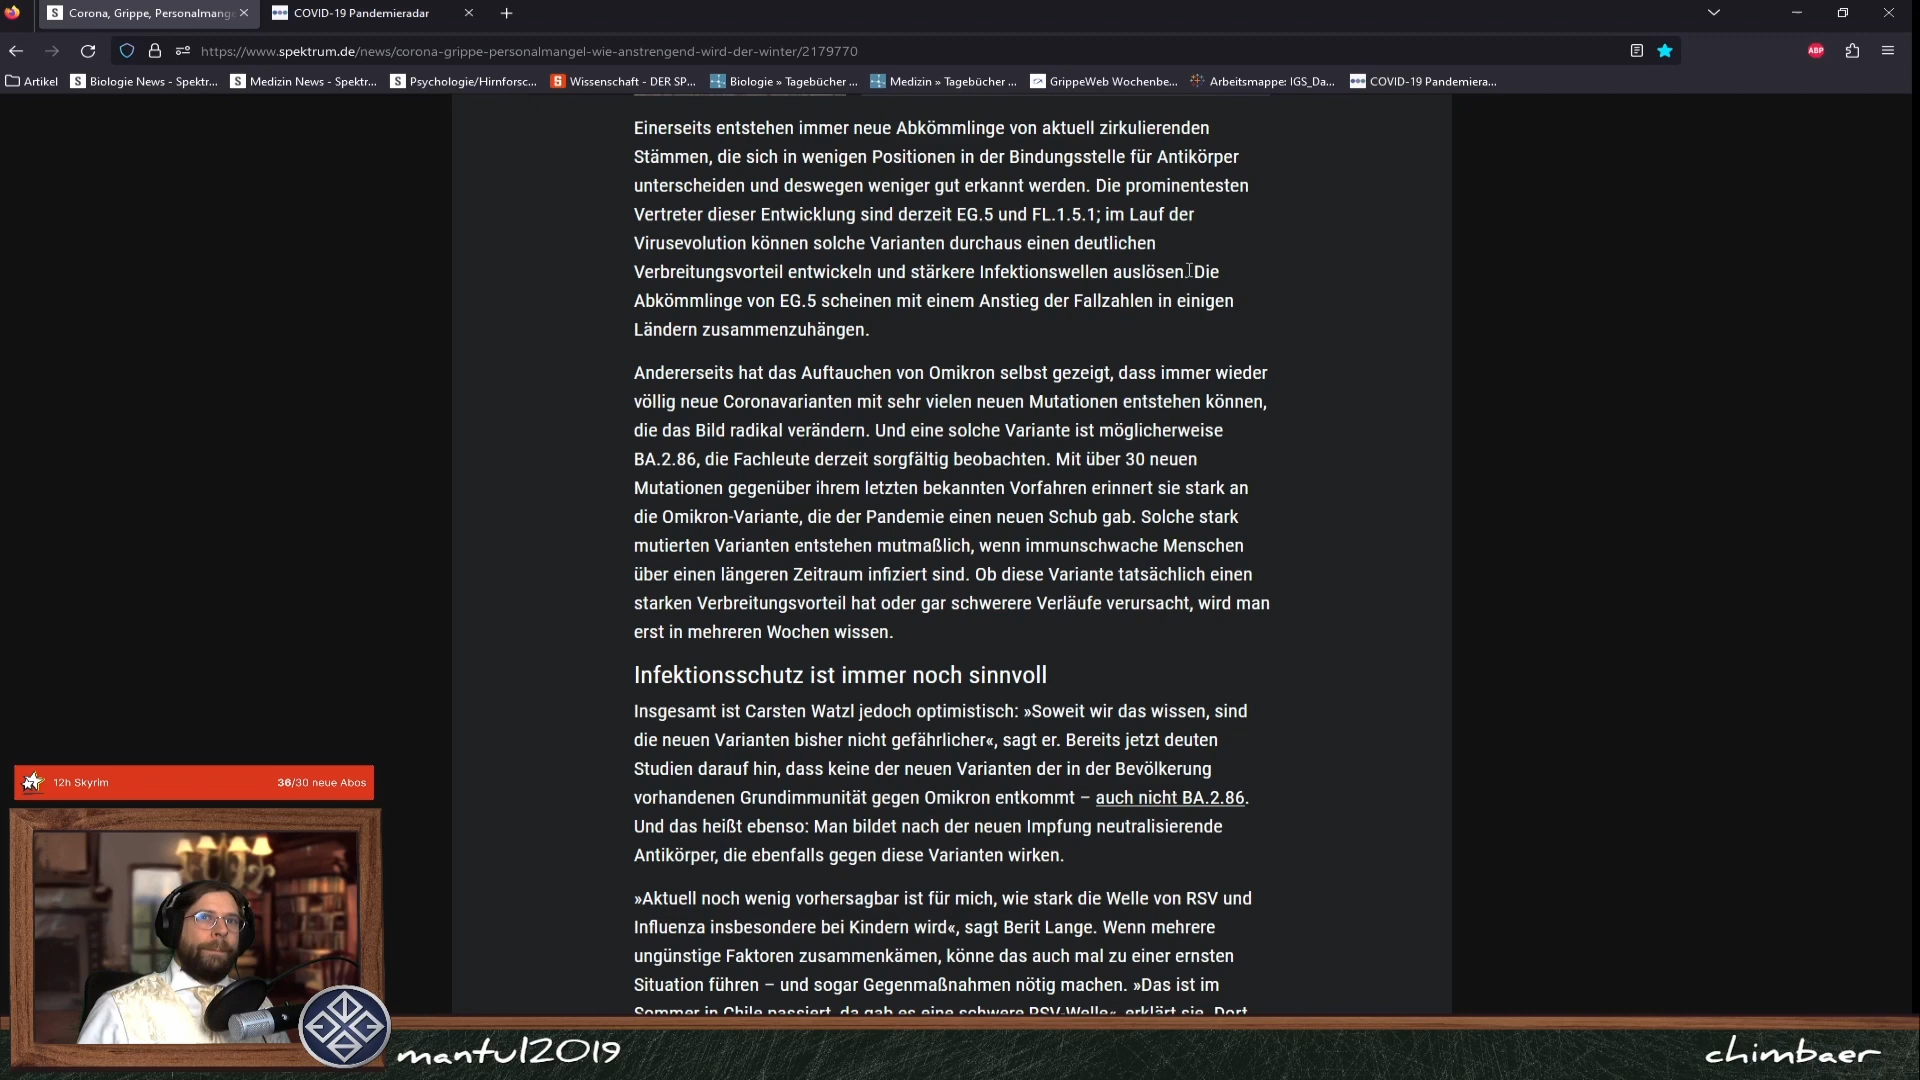 Corona, Grippe, Personalmang
COVID-19 Pandemieradar
https://www.spektrum.de/news/corona-grippe-personalmangel-wie-anstrengend-wird-der-winter/2179770
ABP
Artikel
S Biologie News - Spektr...
S Medizin News - Spektr...
S Psychologie/Hirnforsc...
Wissenschaft - DER SP...
Biologie » Tagebücher ...
Medizin » Tagebücher ...
GrippeWeb Wochenbe...
Arbeitsmappe: IGS_Da...
COVID-19 Pandemiera...
Einerseits entstehen immer neue Abkömmlinge von aktuell zirkulierenden
Stämmen, die sich in wenigen Positionen in der Bindungsstelle für Antikörper
unterscheiden und deswegen weniger gut erkannt werden. Die prominentesten
Vertreter dieser Entwicklung sind derzeit EG.5 und FL.1.5.1; im Lauf der
Virusevolution können solche Varianten durchaus einen deutlichen
Verbreitungsvorteil entwickeln und stärkere Infektionswellen auslösen. Die
Abkömmlinge von EG.5 scheinen mit einem Anstieg der Fallzahlen in einigen
Ländern zusammenzuhängen.
Andererseits hat das Auftauchen von Omikron selbst gezeigt, dass immer wieder
völlig neue Coronavarianten mit sehr vielen neuen Mutationen entstehen können,
die das Bild radikal verändern. Und eine solche Variante ist möglicherweise
BA.2.86, die Fachleute derzeit sorgfältig beobachten. Mit über 30 neuen
Mutationen gegenüber ihrem letzten bekannten Vorfahren erinnert sie stark an
die Omikron-Variante, die der Pandemie einen neuen Schub gab. Solche stark
mutierten Varianten entstehen mutmaßlich, wenn immunschwache Menschen
über einen längeren Zeitraum infiziert sind. Ob diese Variante tatsächlich einen
starken Verbreitungsvorteil hat oder gar schwerere Verläufe verursacht, wird man
erst in mehreren Wochen wissen.
Infektionsschutz ist immer noch sinnvoll
Insgesamt ist Carsten Watzl jedoch optimistisch: »Soweit wir das wissen, sind
die neuen Varianten bisher nicht gefährlicher«, sagt er. Bereits jetzt deuten
Studien darauf hin, dass keine der neuen Varianten der in der Bevölkerung
vorhandenen Grundimmunität gegen Omikron entkommt – auch nicht BA.2.86.
Und das heißt ebenso: Man bildet nach der neuen Impfung neutralisierende
Antikörper, die ebenfalls gegen diese Varianten wirken.
»Aktuell noch wenig vorhersagbar ist für mich, wie stark die Welle von RSV und
Influenza insbesondere bei Kindern wird«, sagt Berit Lange. Wenn mehrere
ungünstige Faktoren zusammenkämen, könne das auch mal zu einer ernsten
Situation führen – und sogar Gegenmaßnahmen nötig machen. »Das ist im
Sommer in Chile passiert, da gab es eine schwere RSV-Welle«, erklärt sie. Dort
12h Skyrim
36/30 neue Abos
mantul2019
chimbaer